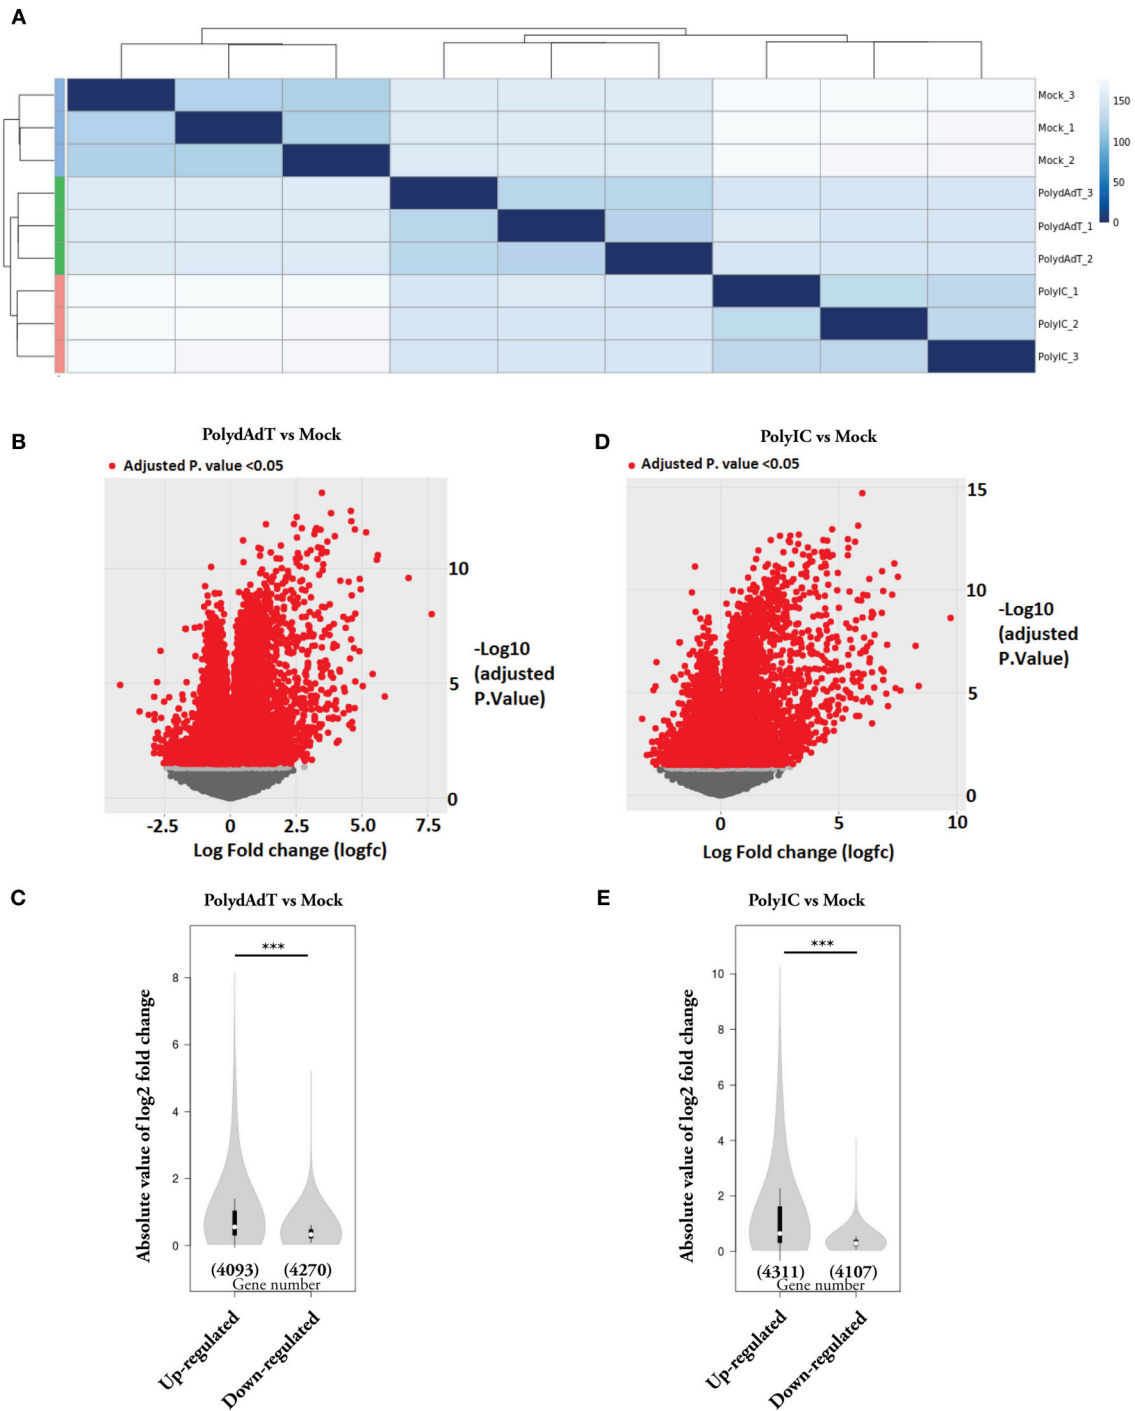 A
Mock_3
Mock_1
Mock_2
PolydAdT_3
PolydAdT_1
PolydAdT_2
PolyIC_1
PolyIC_2
PolyIC_3
150
100
50
0
B
PolydAdT vs Mock
Adjusted P. value <0.05
10
5
0
-Log10
(adjusted
P.Value)
-2.5 0 2.5 5.0 7.5
Log Fold change (logfc)
D
PolyIC vs Mock
Adjusted P. value <0.05
15
10
5
0
-Log10
(adjusted
P.Value)
0 5 10
Log Fold change (logfc)
C
PolydAdT vs Mock
***
Absolute value of log2 fold change
8
6
4
2
0
(4093) (4270)
Gene number
Up-regulated
Down-regulated
E
PolyIC vs Mock
***
Absolute value of log2 fold change
10
8
6
4
2
0
(4311) (4107)
Gene number
Up-regulated
Down-regulated